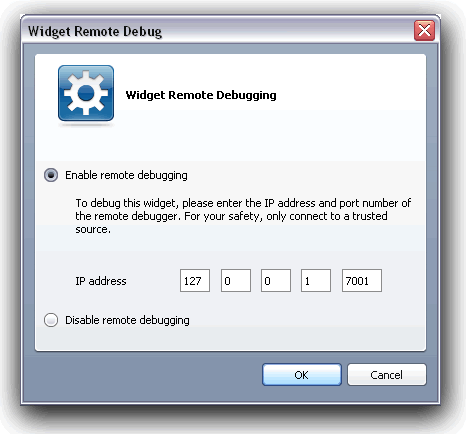 Widget Remote Debug
Widget Remote Debugging
Enable remote debugging
To debug this widget, please enter the IP address and port number of
the remote debugger. For your safety, only connect to a trusted
source.
IP address 127 0 0 1 7001
Disable remote debugging
OK Cancel